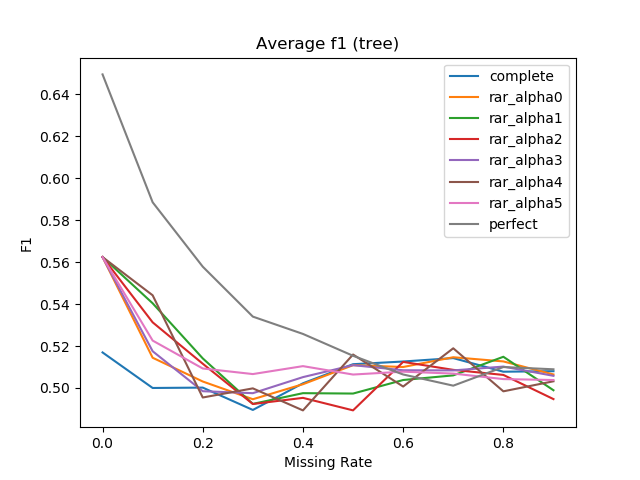 Average f1 (tree)
complete
rar_alpha0
rar_alpha1
rar_alpha2
rar_alpha3
rar_alpha4
rar_alpha5
perfect
0.64
0.62
0.60
0.58
0.56
0.54
0.52
0.50
F1
0.0 0.2 0.4 0.6 0.8
Missing Rate